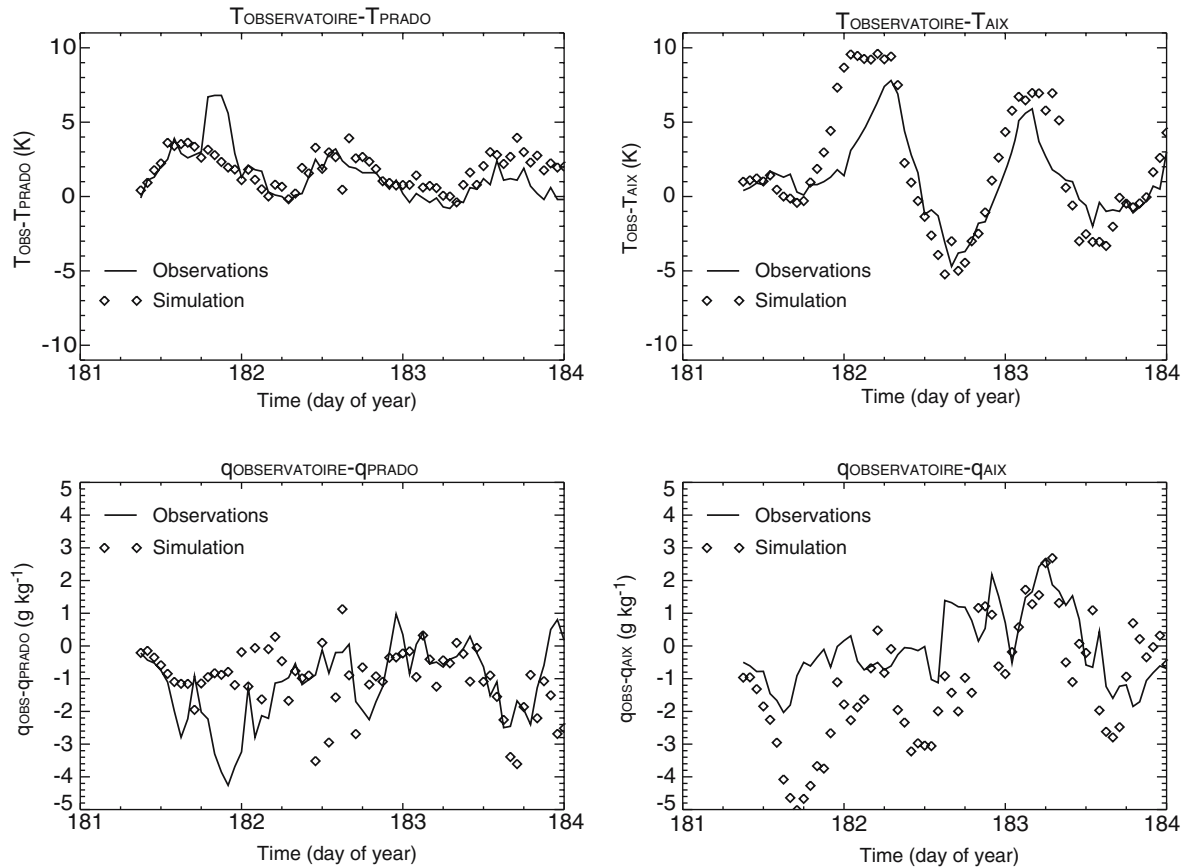 TOBSERVATOIRE-TPRADO
10
5
0
-5
-10
TOBS-TPRADO (K)
Observations
Simulation
181
182
183
184
Time (day of year)
TOBSERVATOIRE-TAIX
10
5
0
-5
-10
TOBS-TAIX (K)
Observations
Simulation
181
182
183
184
Time (day of year)
qOBSERVATOIRE-qPRADO
5
4
3
2
1
0
-1
-2
-3
-4
-5
qOBS-qPRADO (g kg-1)
Observations
Simulation
181
182
183
184
Time (day of year)
qOBSERVATOIRE-qAIX
5
4
3
2
1
0
-1
-2
-3
-4
-5
qOBS-qAIX (g kg-1)
Observations
Simulation
181
182
183
184
Time (day of year)